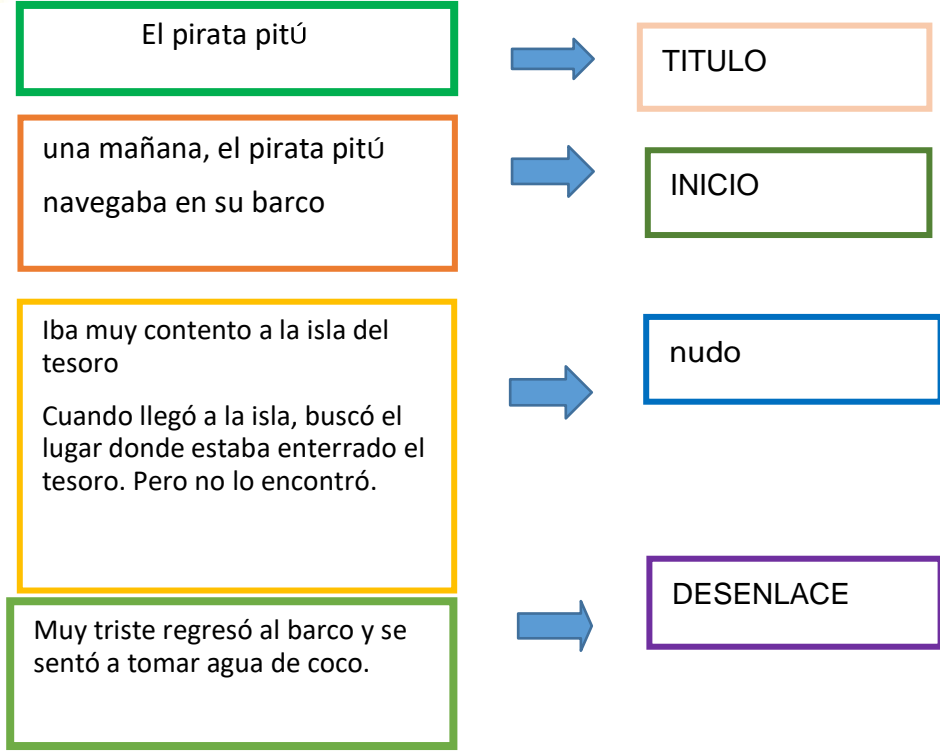 El pirata pitÚ
TITULO
una mañana, el pirata pitÚ
navegaba en su barco
INICIO
Iba muy contento a la isla del
tesoro
Cuando llegó a la isla, buscó el
lugar donde estaba enterrado el
tesoro. Pero no lo encontró.
nudo
Muy triste regresó al barco y se
sentó a tomar agua de coco.
DESENLACE